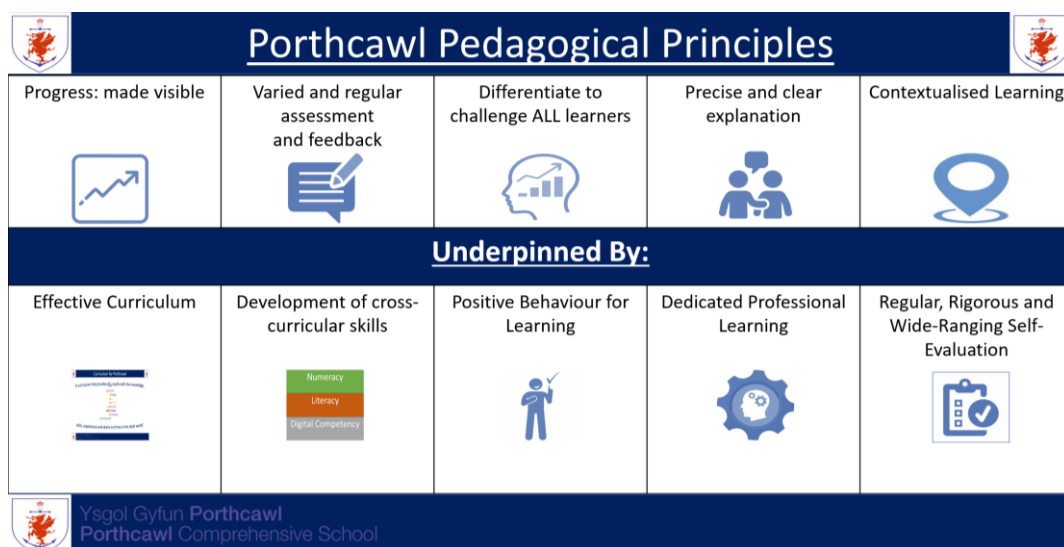 Porthcawl Pedagogical Principles
Progress: made visible
Varied and regular
assessment
and feedback
Differentiate to
challenge ALL learners
Precise and clear
explanation
Contextualised Learning
Underpinned By:
Effective Curriculum
Development of cross-
curricular skills
Numeracy
Literacy
Digital Competency
Positive Behaviour for
Learning
Dedicated Professional
Learning
Regular, Rigorous and
Wide-Ranging Self-
Evaluation
Ysgol Gyfun Porthcawl
Porthcawl Comprehensive School